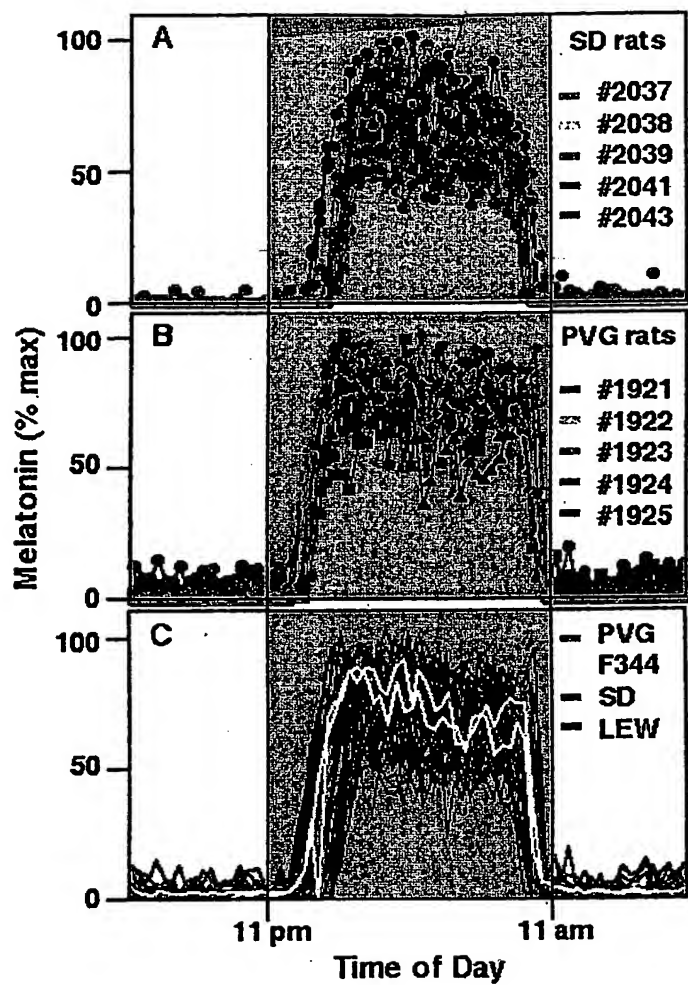 A
SD rats
#2037
#2038
#2039
#2041
#2043
100
50
0
B
PVG rats
#1921
#1922
#1923
#1924
#1925
100
50
0
C
PVG
F344
SD
LEW
100
50
0
Melatonin (% max)
11 pm
11 am
Time of Day